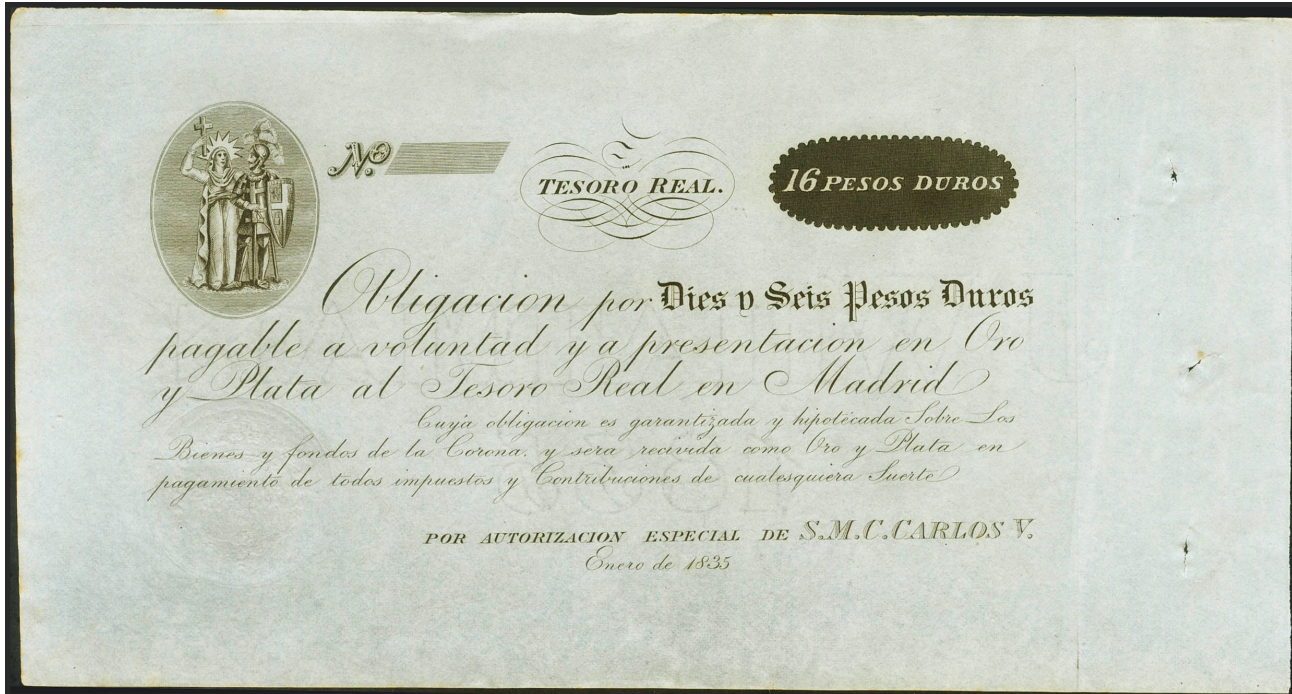 Nº
TESORO REAL.
16 PESOS DUROS
Obligacion por Dies y Seis Pesos Duros
pagable a voluntad y a presentacion en Oro
y Plata al Tesoro Real en Madrid
Cuya obligacion es garantizada y hipotécada Sobre Los
Bienes y fondos de la Corona. y sera recivida como Oro y Plata en
pagamiento de todos impuestos y Contribuciones de cualesquiera Suerte
POR AUTORIZACION ESPECIAL DE S.M.C. CARLOS V.
Enero de 1835